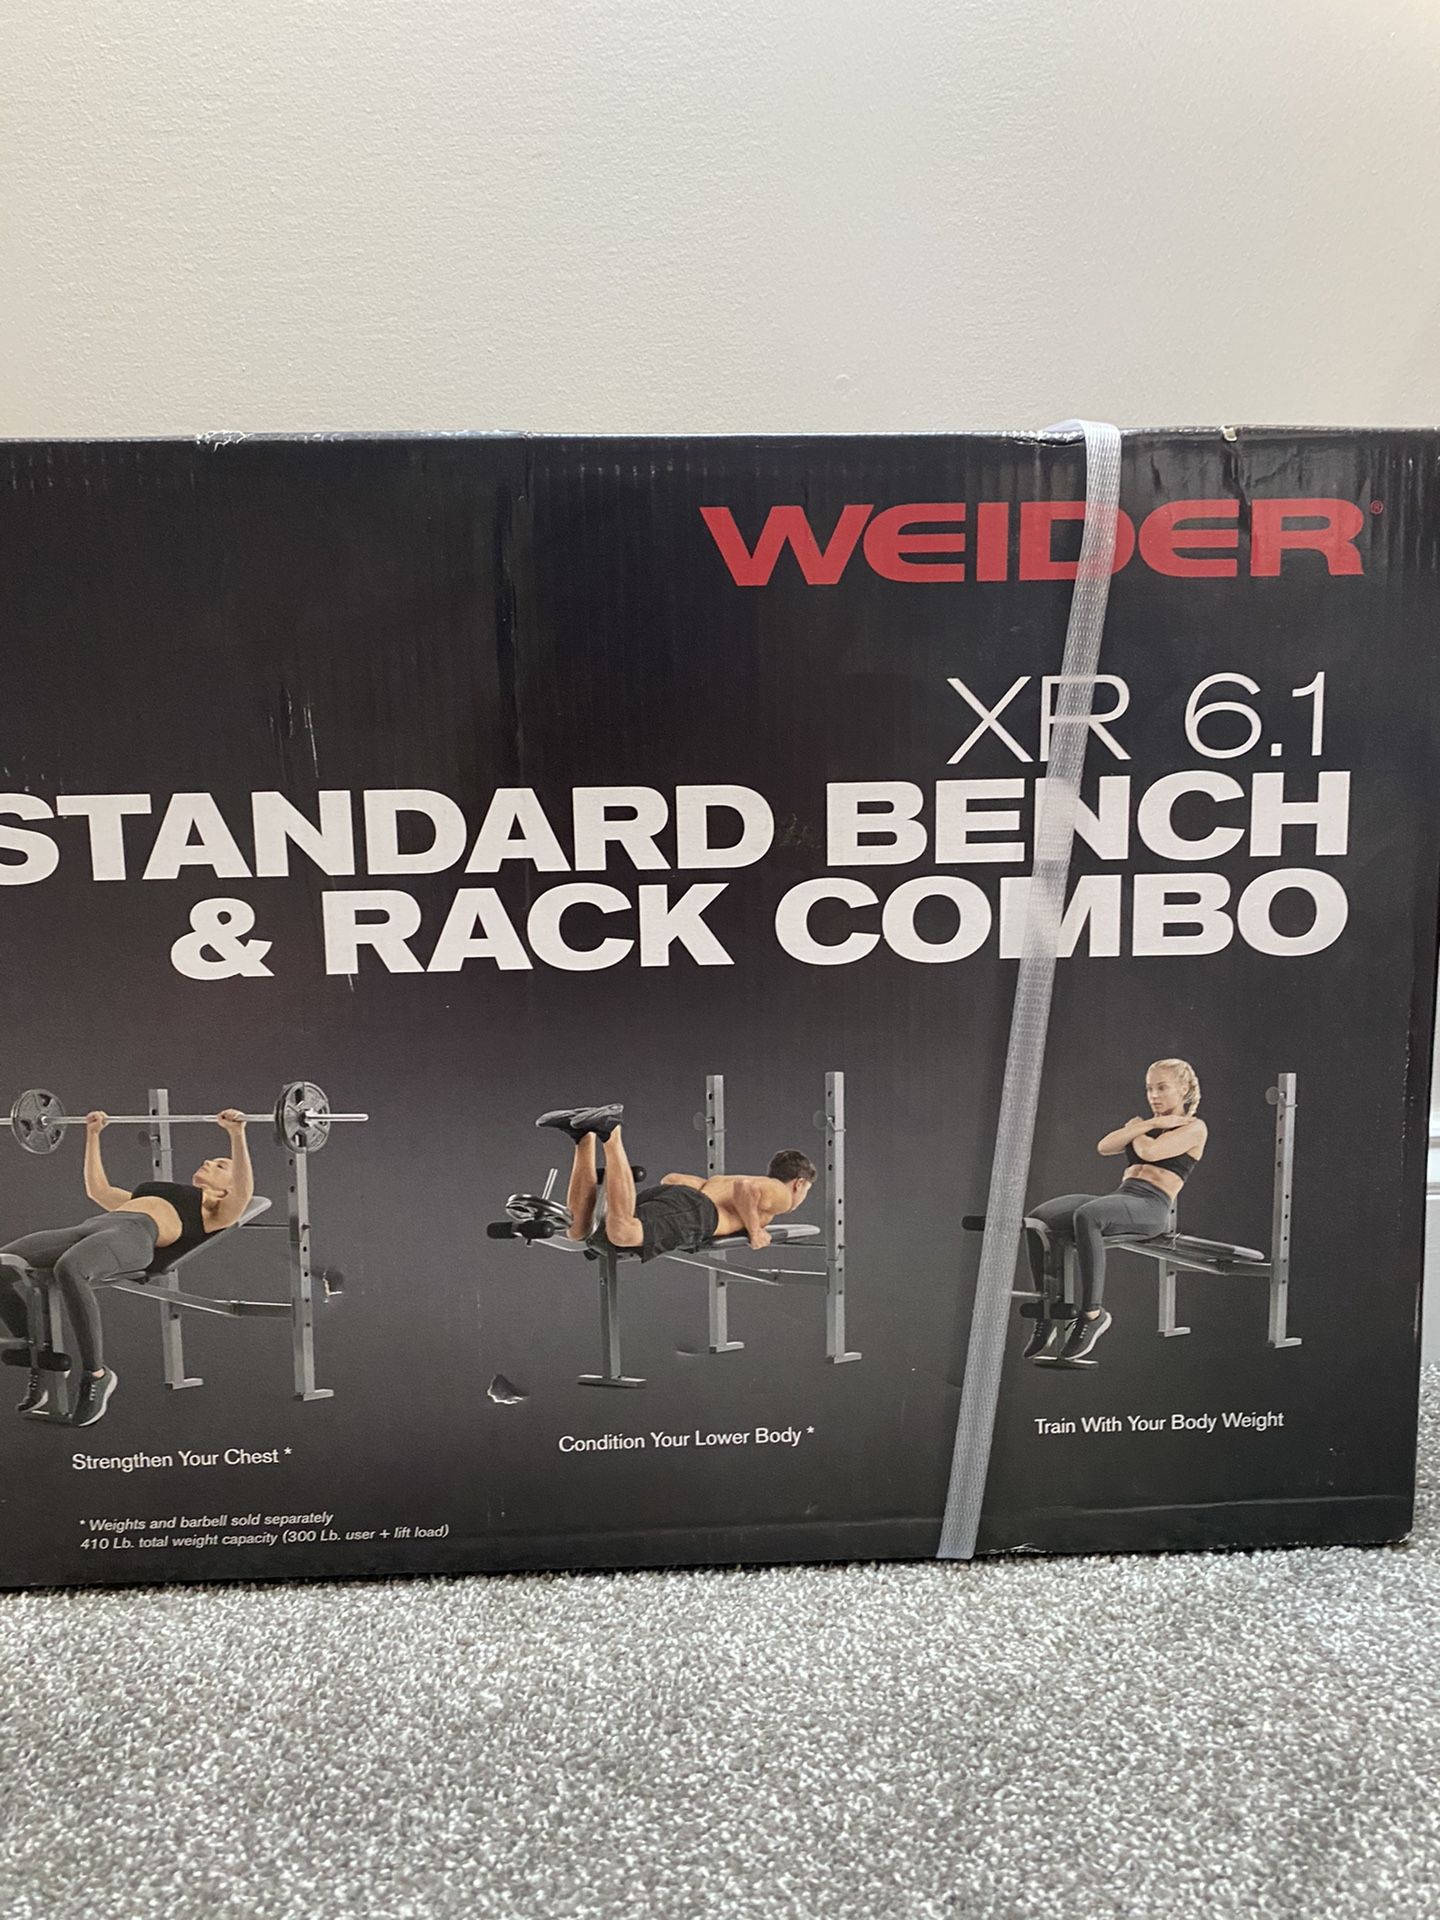 WEIDER®
XR 6.1
STANDARD BENCH
& RACK COMBO
Strengthen Your Chest *
Condition Your Lower Body *
Train With Your Body Weight
* Weights and barbell sold separately
410 Lb. total weight capacity (300 Lb. user + lift load)